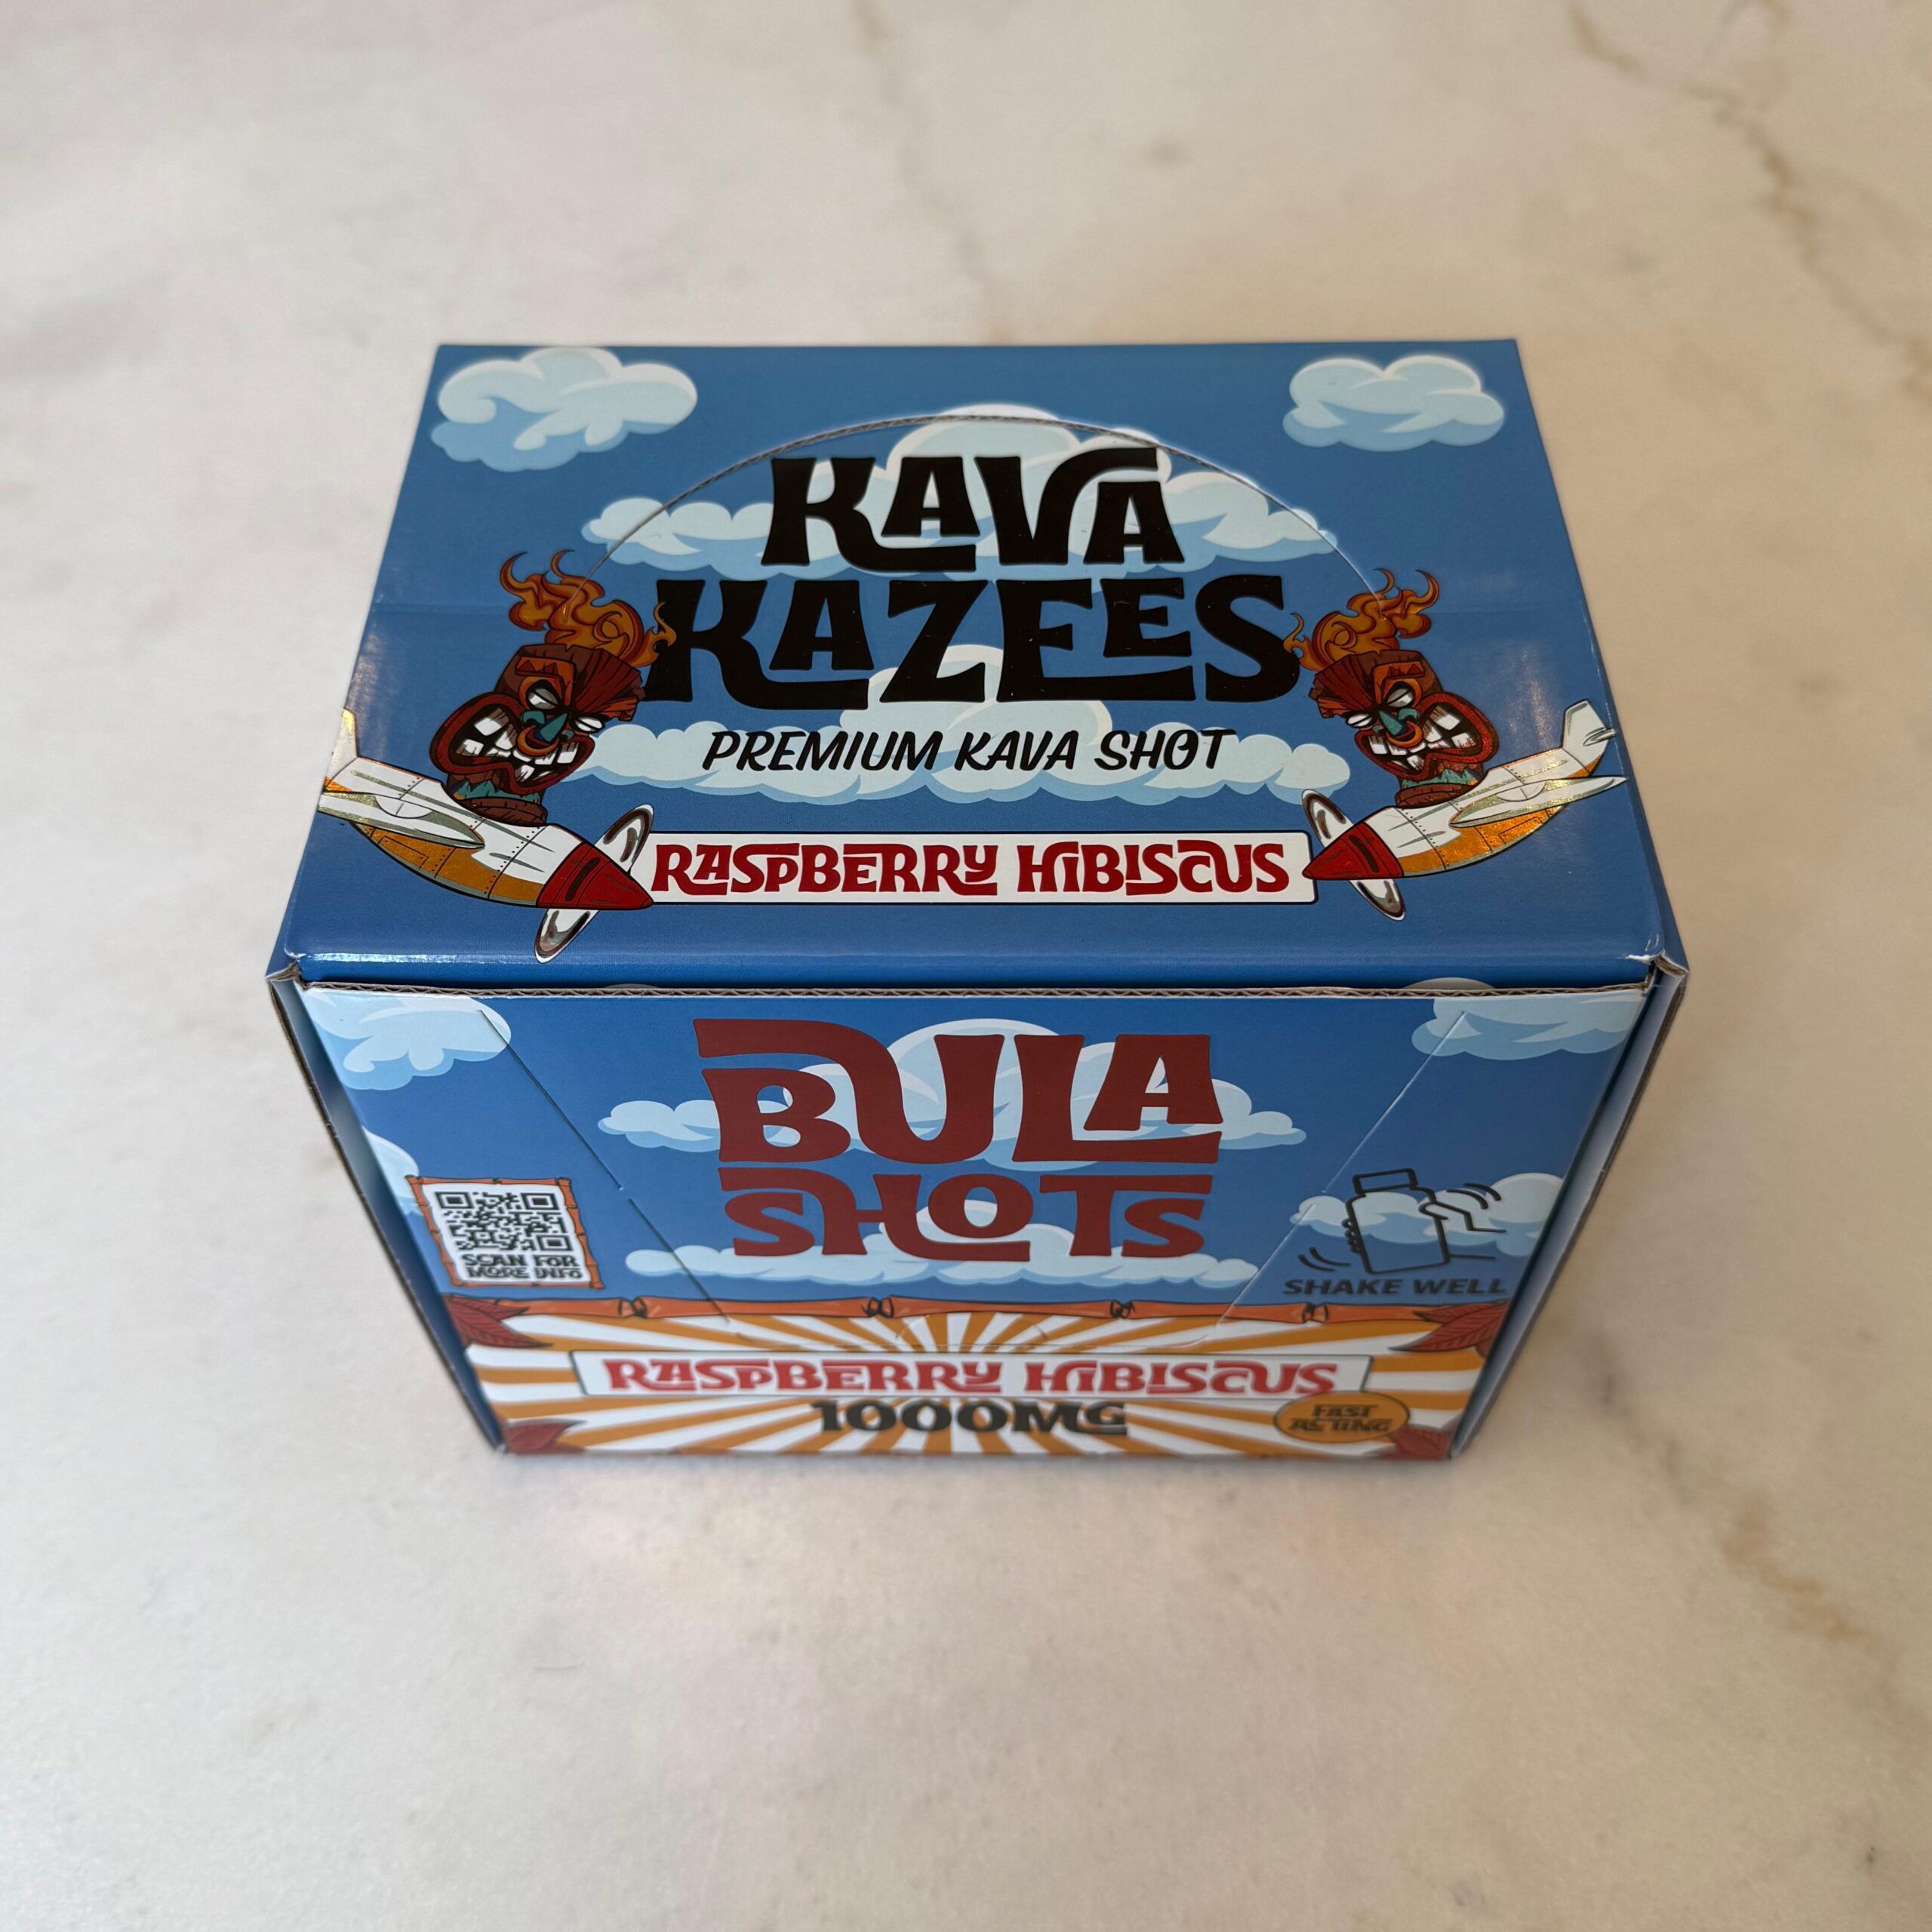 KAVA
KAZEES
PREMIUM KAVA SHOT
RASPBERRY HIBISCUS
BULA
SHOTS
SCAN FOR
MORE INFO
SHAKE WELL
RASPBERRY HIBISCUS
1000MG
FAST
ACTING